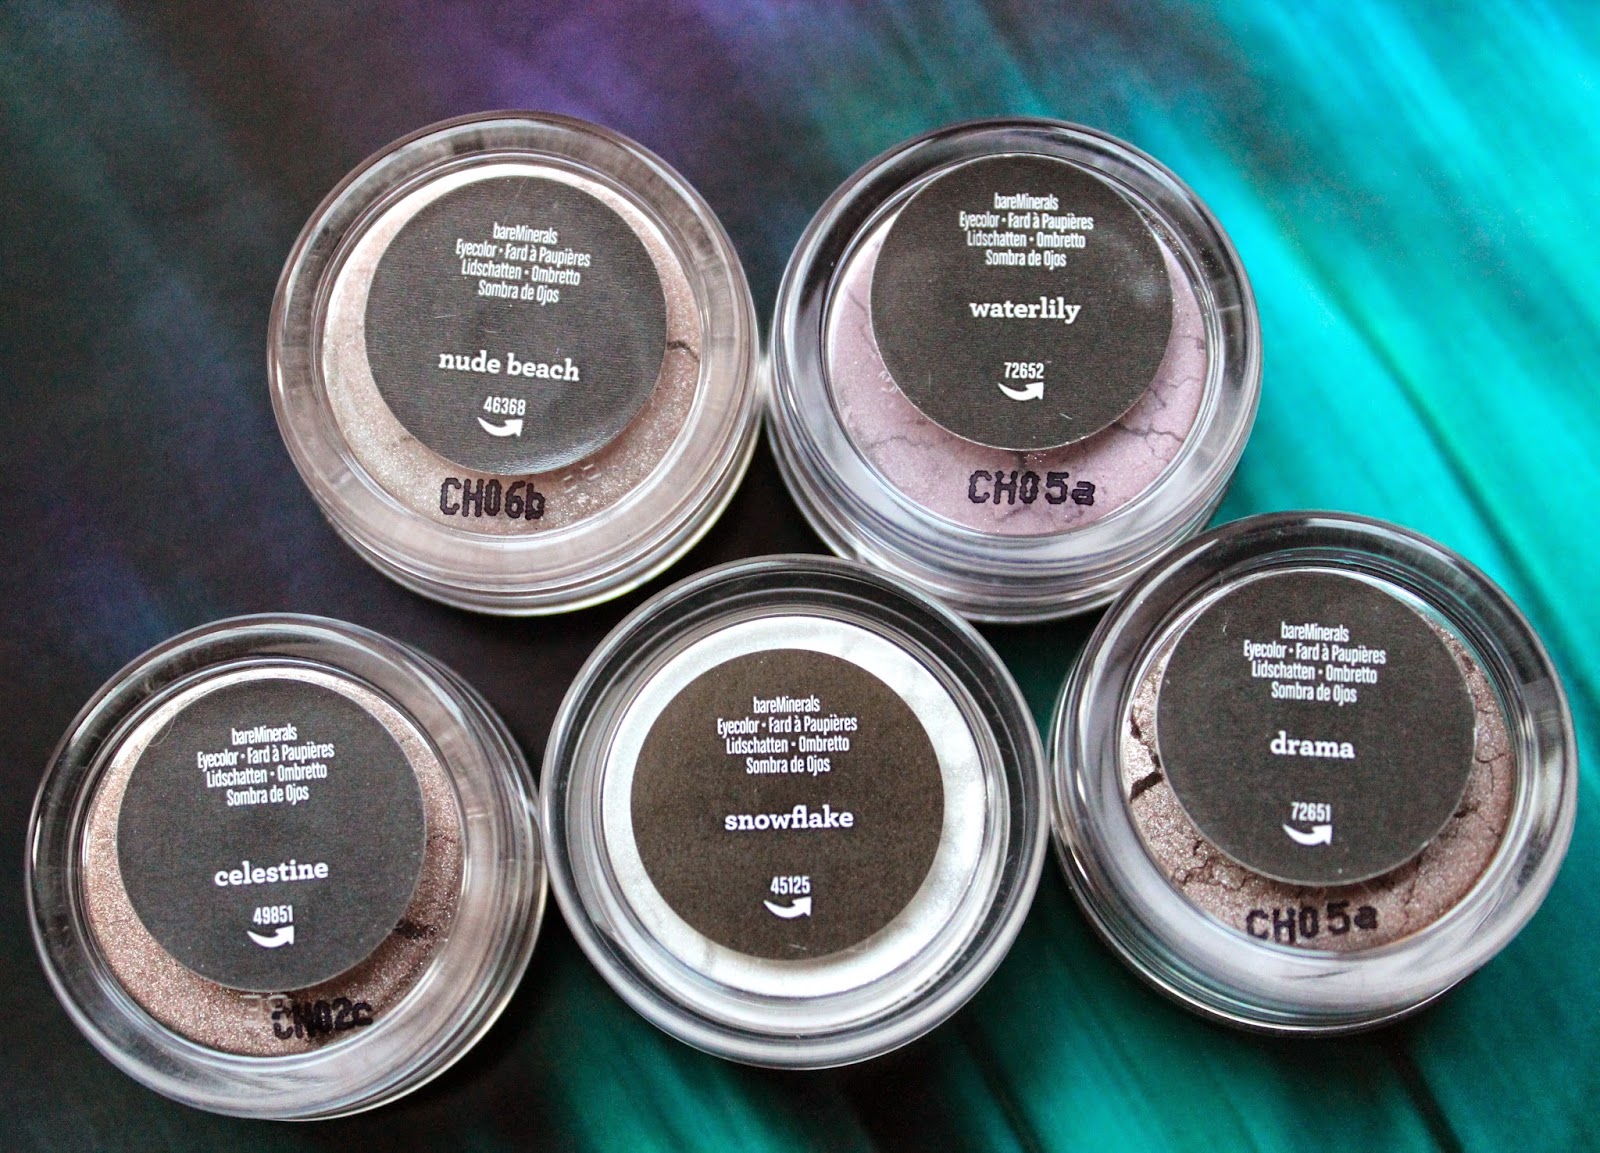 bareMinerals
Eyecolor • Fard à Paupières
Lidschatten • Ombretto
Sombra de Ojos
nude beach
46368
CH06b
bareMinerals
Eyecolor • Fard à Paupières
Lidschatten • Ombretto
Sombra de Ojos
waterlily
72652
CH05a
bareMinerals
Eyecolor • Fard à Paupières
Lidschatten • Ombretto
Sombra de Ojos
celestine
49851
CH02c
bareMinerals
Eyecolor • Fard à Paupières
Lidschatten • Ombretto
Sombra de Ojos
snowflake
45125
bareMinerals
Eyecolor • Fard à Paupières
Lidschatten • Ombretto
Sombra de Ojos
drama
72651
CH05a